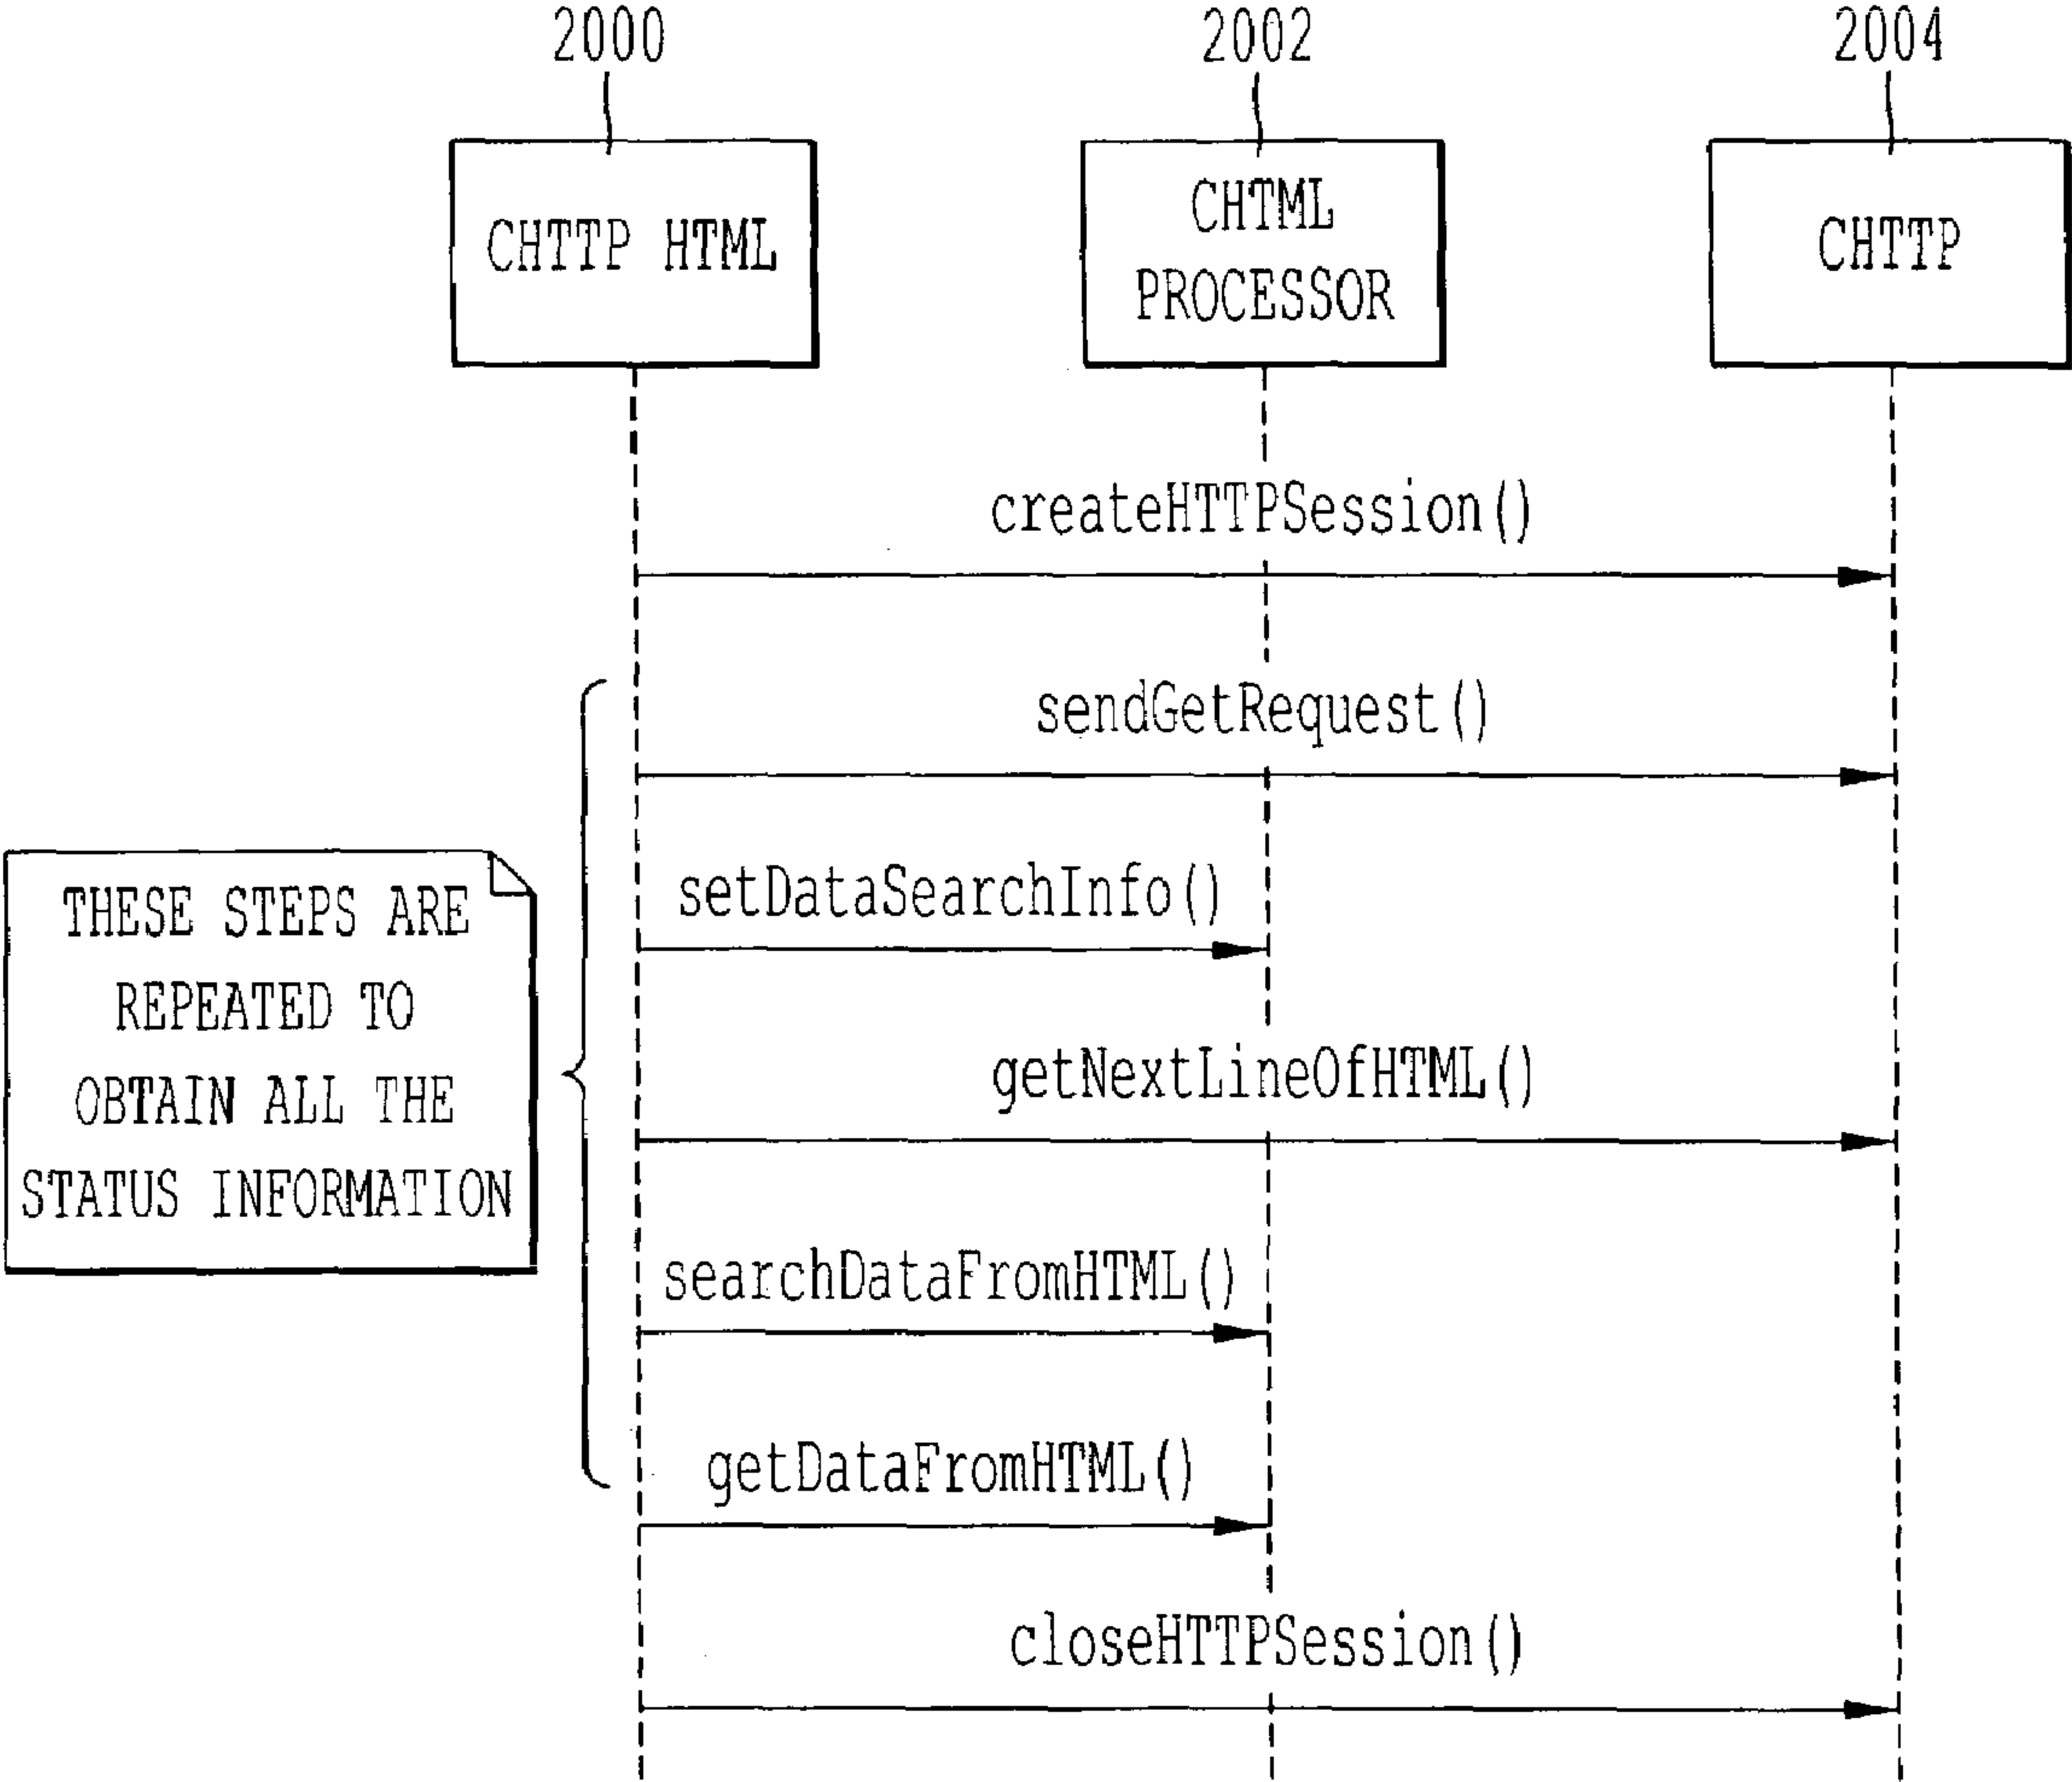 2000
2002
2004
CHTTP HTML
CHTML
PROCESSOR
CHTTP
createHTTPSession()
sendGetRequest()
setDataSearchInfo()
THESE STEPS ARE
REPEATED TO
OBTAIN ALL THE
STATUS INFORMATION
getNextLineOfHTML()
searchDataFromHTML()
getDataFromHTML()
closeHTTPSession()